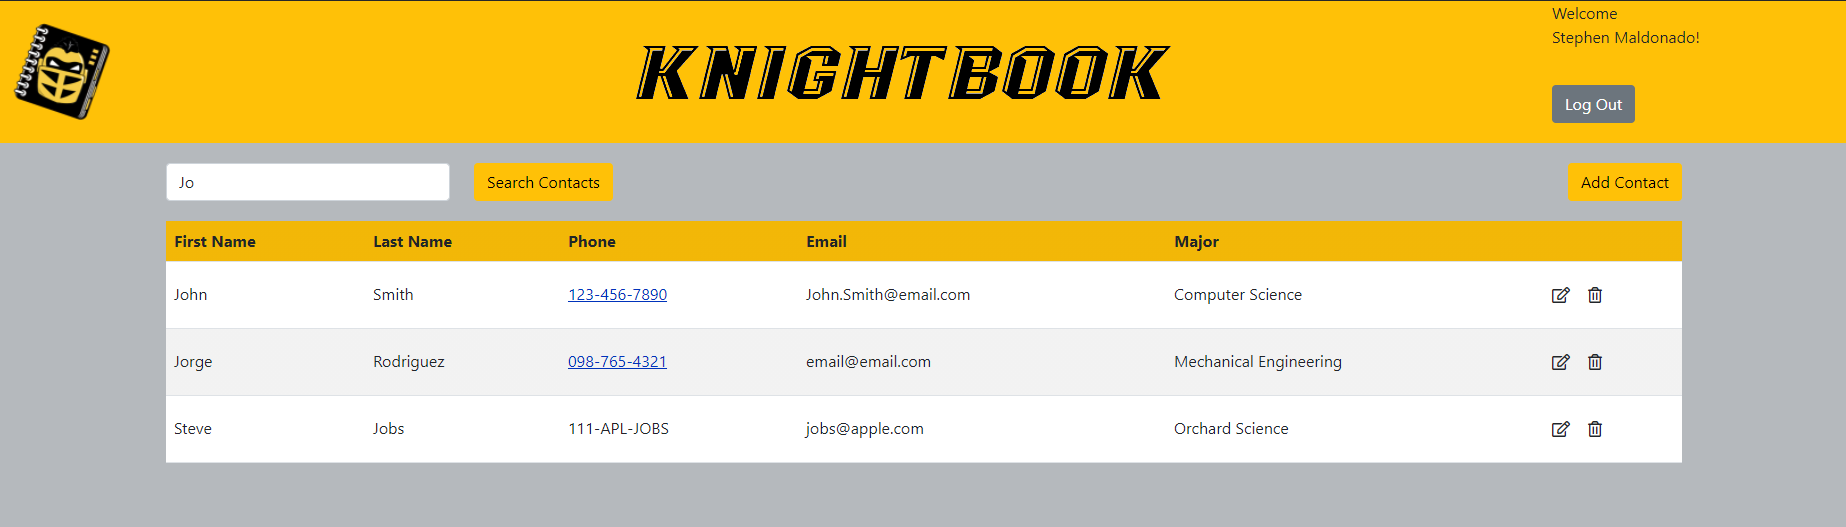 Welcome
Stephen Maldonado!
KNIGHTBOOK
Log Out
Jo Search Contacts Add Contact
First Name Last Name Phone Email Major
John Smith 123-456-7890 John.Smith@email.com Computer Science
Jorge Rodriguez 098-765-4321 email@email.com Mechanical Engineering
Steve Jobs 111-APL-JOBS jobs@apple.com Orchard Science